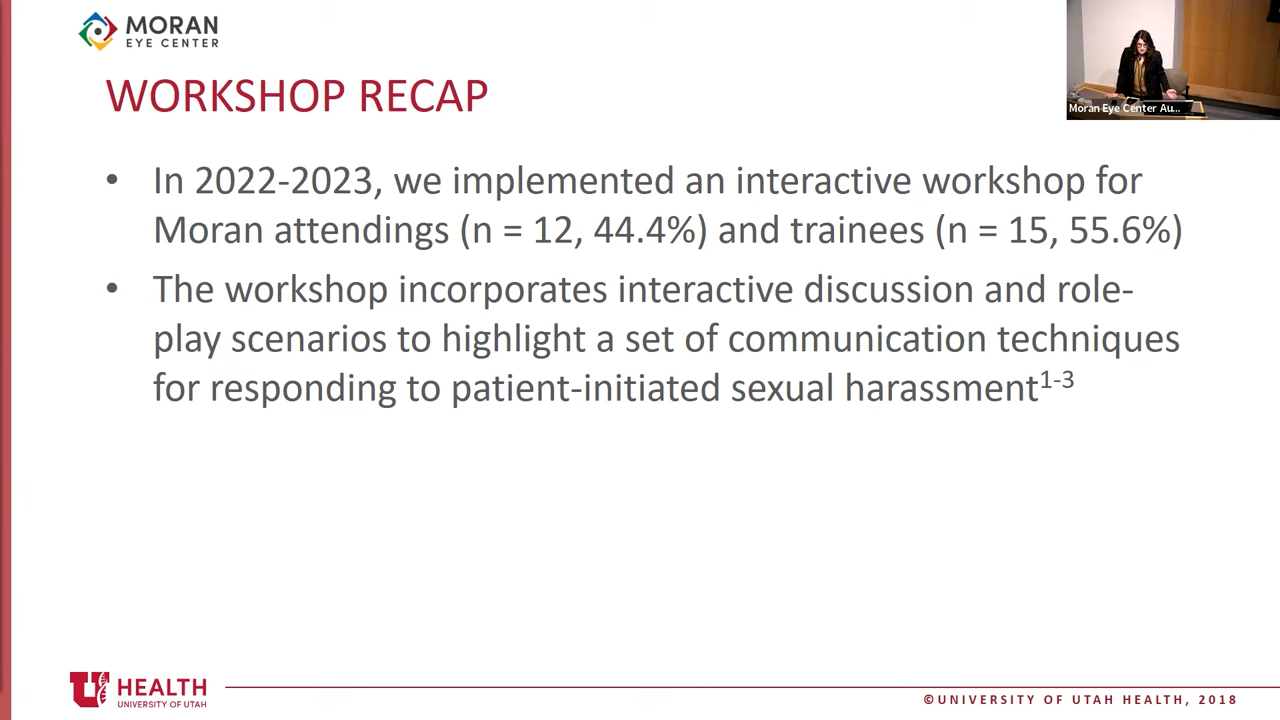 MORAN
EYE CENTER
WORKSHOP RECAP
• In 2022-2023, we implemented an interactive workshop for
Moran attendings (n = 12, 44.4%) and trainees (n = 15, 55.6%)
• The workshop incorporates interactive discussion and role-
play scenarios to highlight a set of communication techniques
for responding to patient-initiated sexual harassment1-3
Moran Eye Center Au...
U HEALTH
UNIVERSITY OF UTAH
©UNIVERSITY OF UTAH HEALTH, 2018